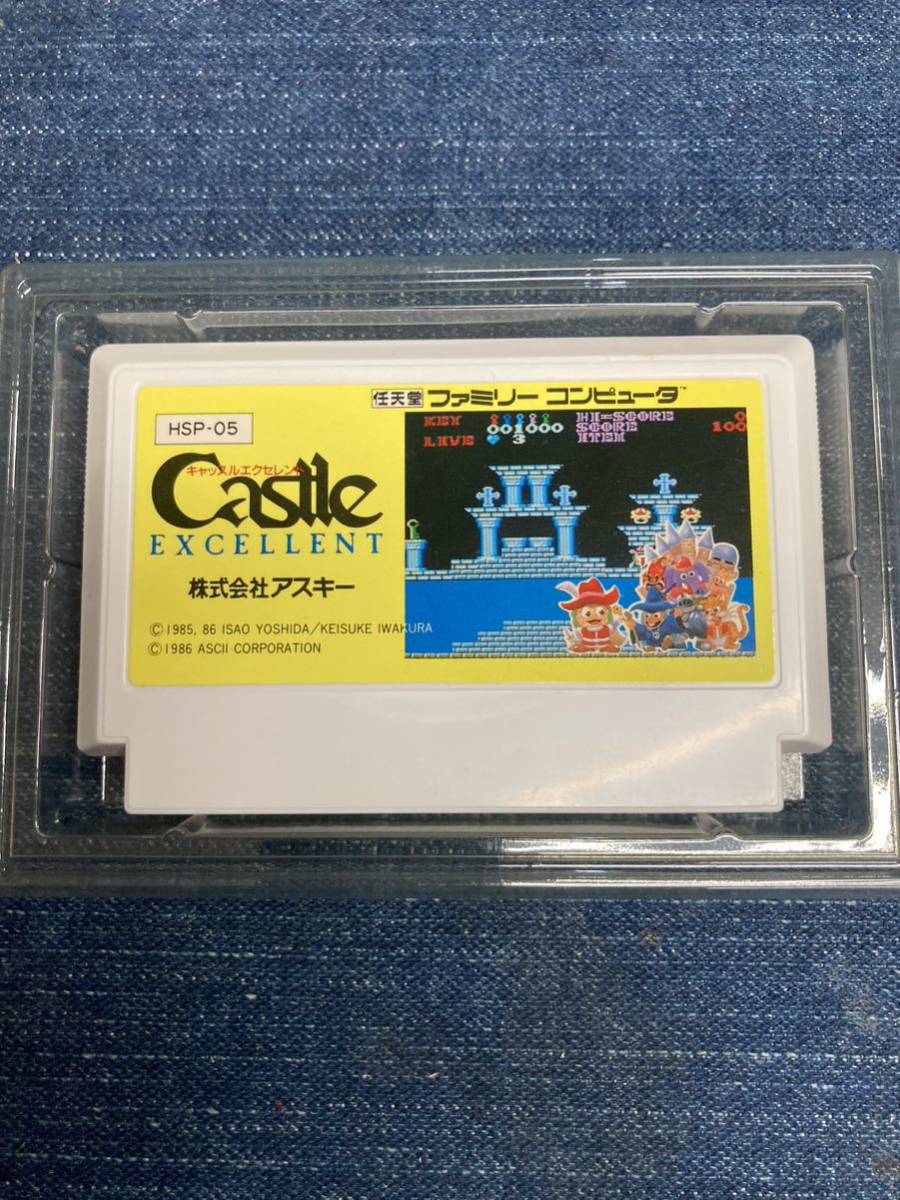 任天堂 ファミリー コンピュータ™
HSP-05
キャッスルエクセレント
Castle
EXCELLENT
株式会社アスキー
© 1985, 86 ISAO YOSHIDA/KEISUKE IWAKURA
© 1986 ASCII CORPORATION
KEY
001000
LIVE 3
HI-SCORE 0
SCORE 100
ITEM